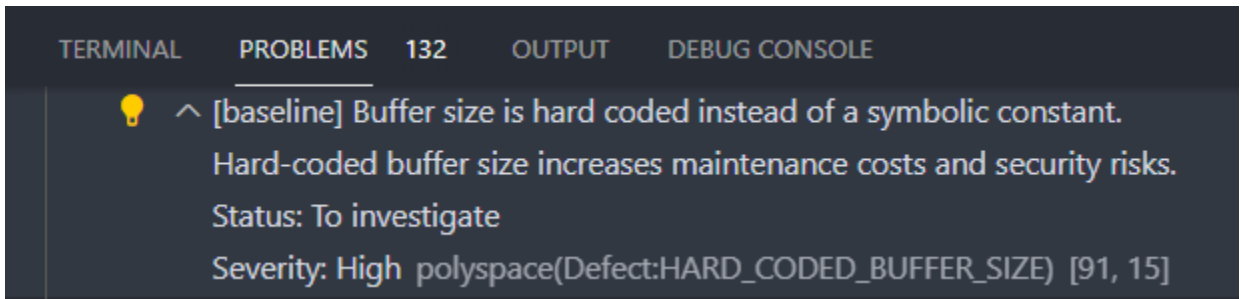 TERMINAL PROBLEMS 132 OUTPUT DEBUG CONSOLE
[baseline] Buffer size is hard coded instead of a symbolic constant.
Hard-coded buffer size increases maintenance costs and security risks.
Status: To investigate
Severity: High polyspace(Defect:HARD_CODED_BUFFER_SIZE) [91, 15]